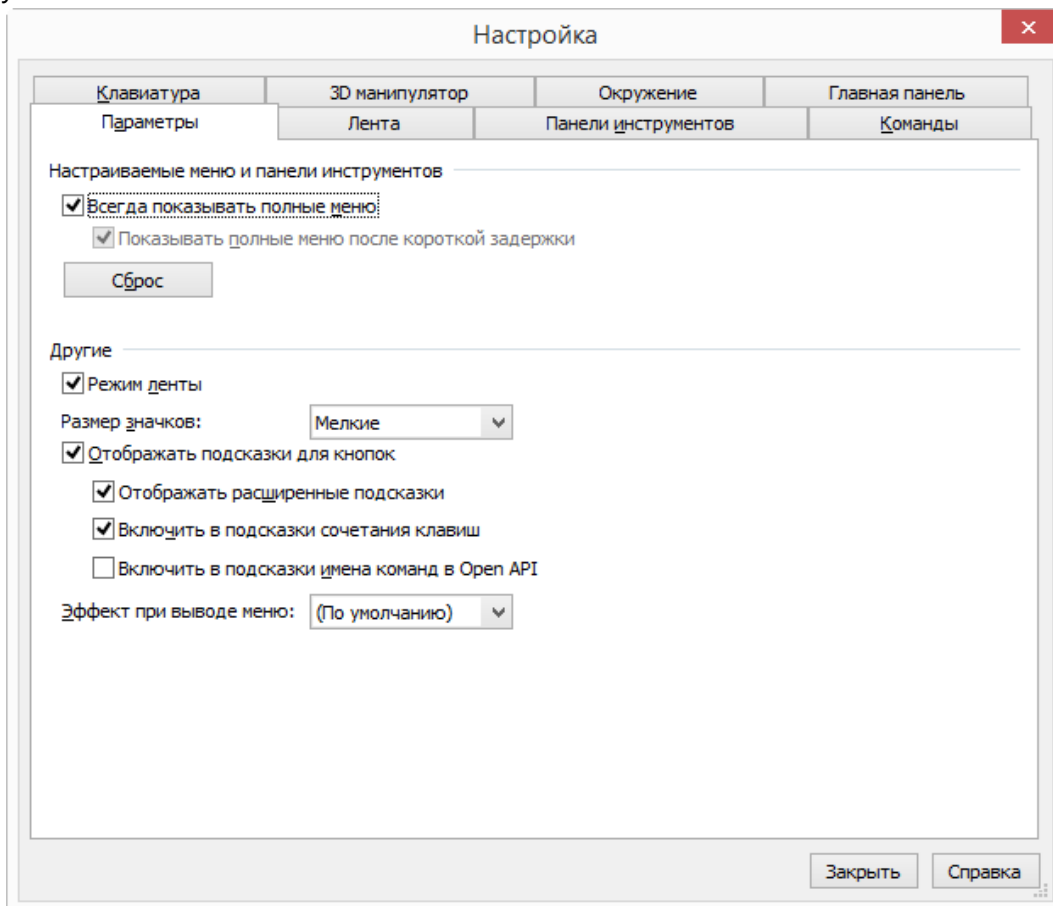 у
Настройка
Клавиатура 3D манипулятор Окружение Главная панель
Параметры Лента Панели инструментов Команды
Настраиваемые меню и панели инструментов
Всегда показывать полные меню
Показывать полные меню после короткой задержки
Сброс
Другие
Режим ленты
Размер значков: Мелкие
Отображать подсказки для кнопок
Отображать расширенные подсказки
Включить в подсказки сочетания клавиш
Включить в подсказки имена команд в Open API
Эффект при выводе меню: (По умолчанию)
Закрыть Справка